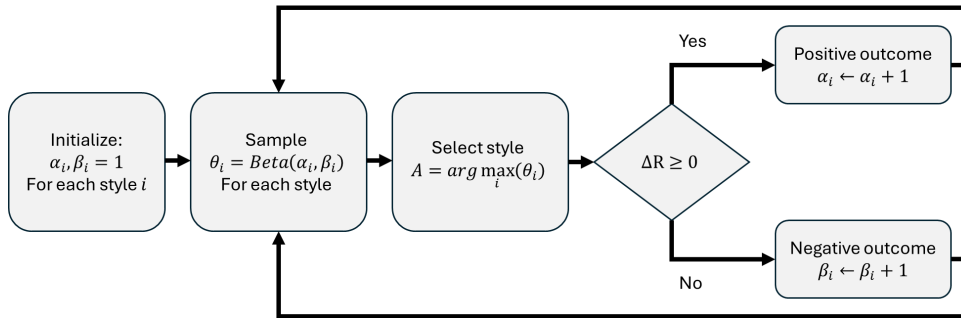 Initialize:
αᵢ, βᵢ = 1
For each style i
Sample
θᵢ = Beta(αᵢ, βᵢ)
For each style
Select style
A = arg max(θᵢ)
i
ΔR ≥ 0
Yes
Positive outcome
αᵢ ← αᵢ + 1
No
Negative outcome
βᵢ ← βᵢ + 1